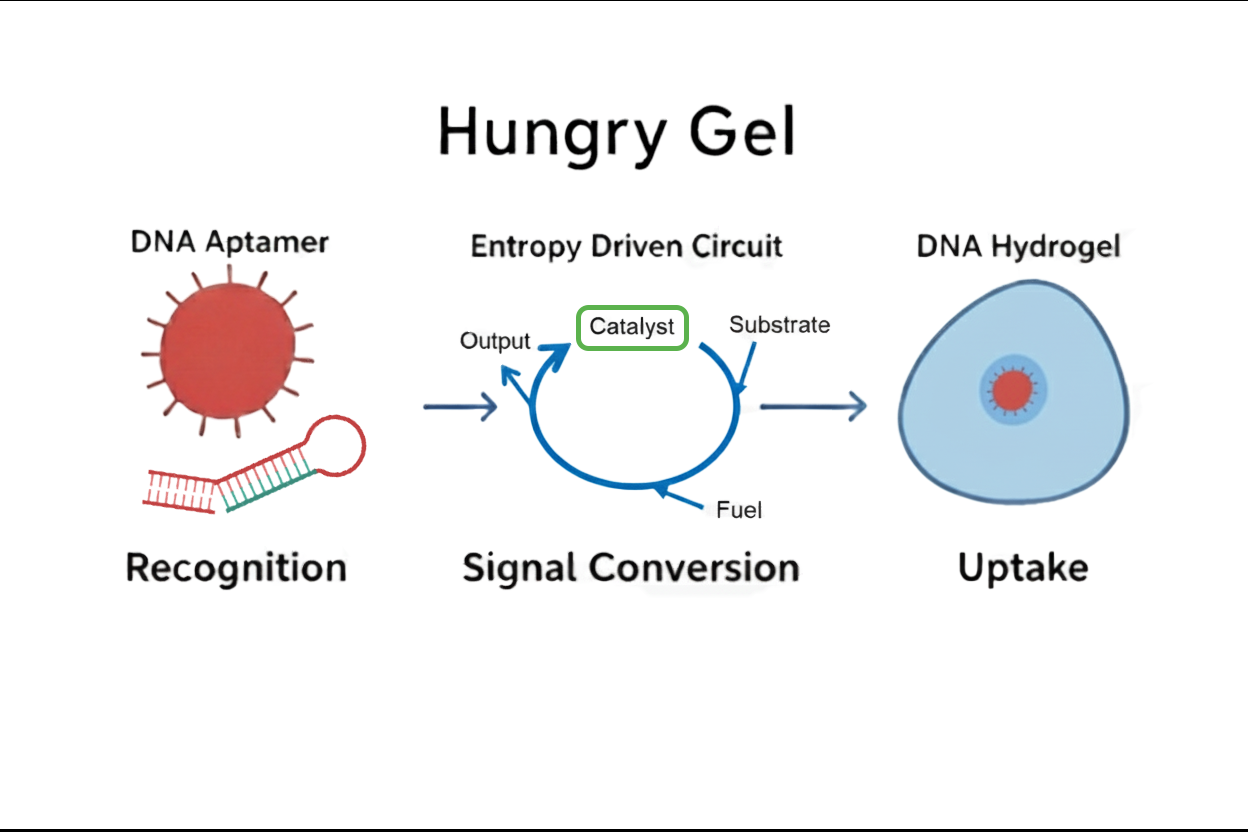 Hungry Gel
DNA Aptamer
Entropy Driven Circuit
DNA Hydrogel
Catalyst
Substrate
Output
Fuel
Recognition
Signal Conversion
Uptake